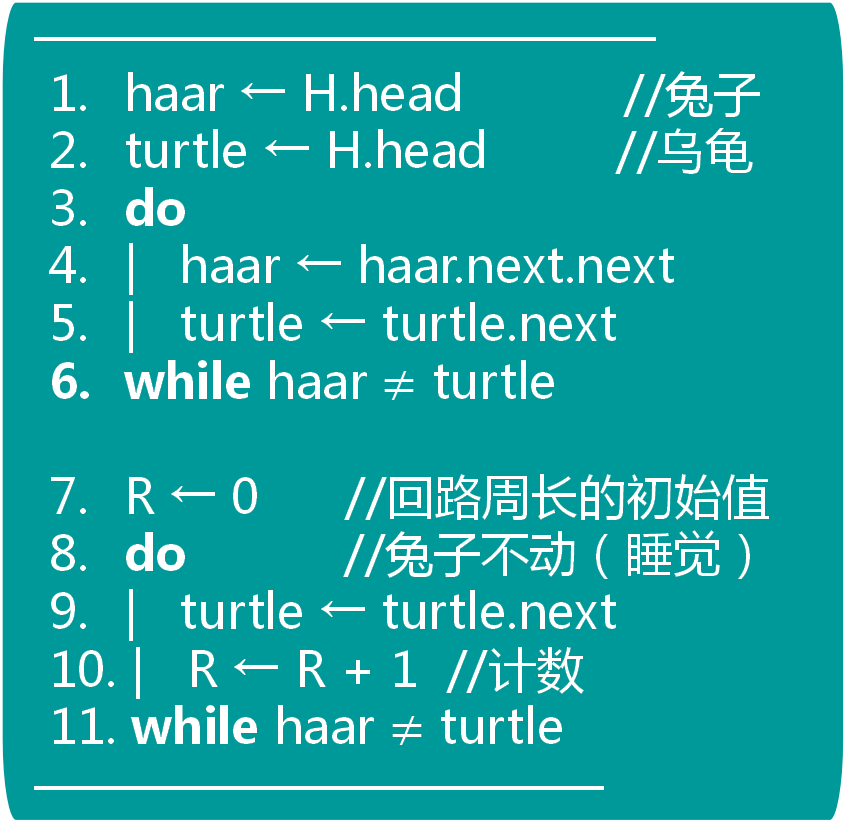 1. haar ← H.head //兔子
2. turtle ← H.head //乌龟
3. do
4. | haar ← haar.next.next
5. | turtle ← turtle.next
6. while haar ≠ turtle
7. R ← 0 //回路周长的初始值
8. do //兔子不动（睡觉）
9. | turtle ← turtle.next
10. | R ← R + 1 //计数
11. while haar ≠ turtle